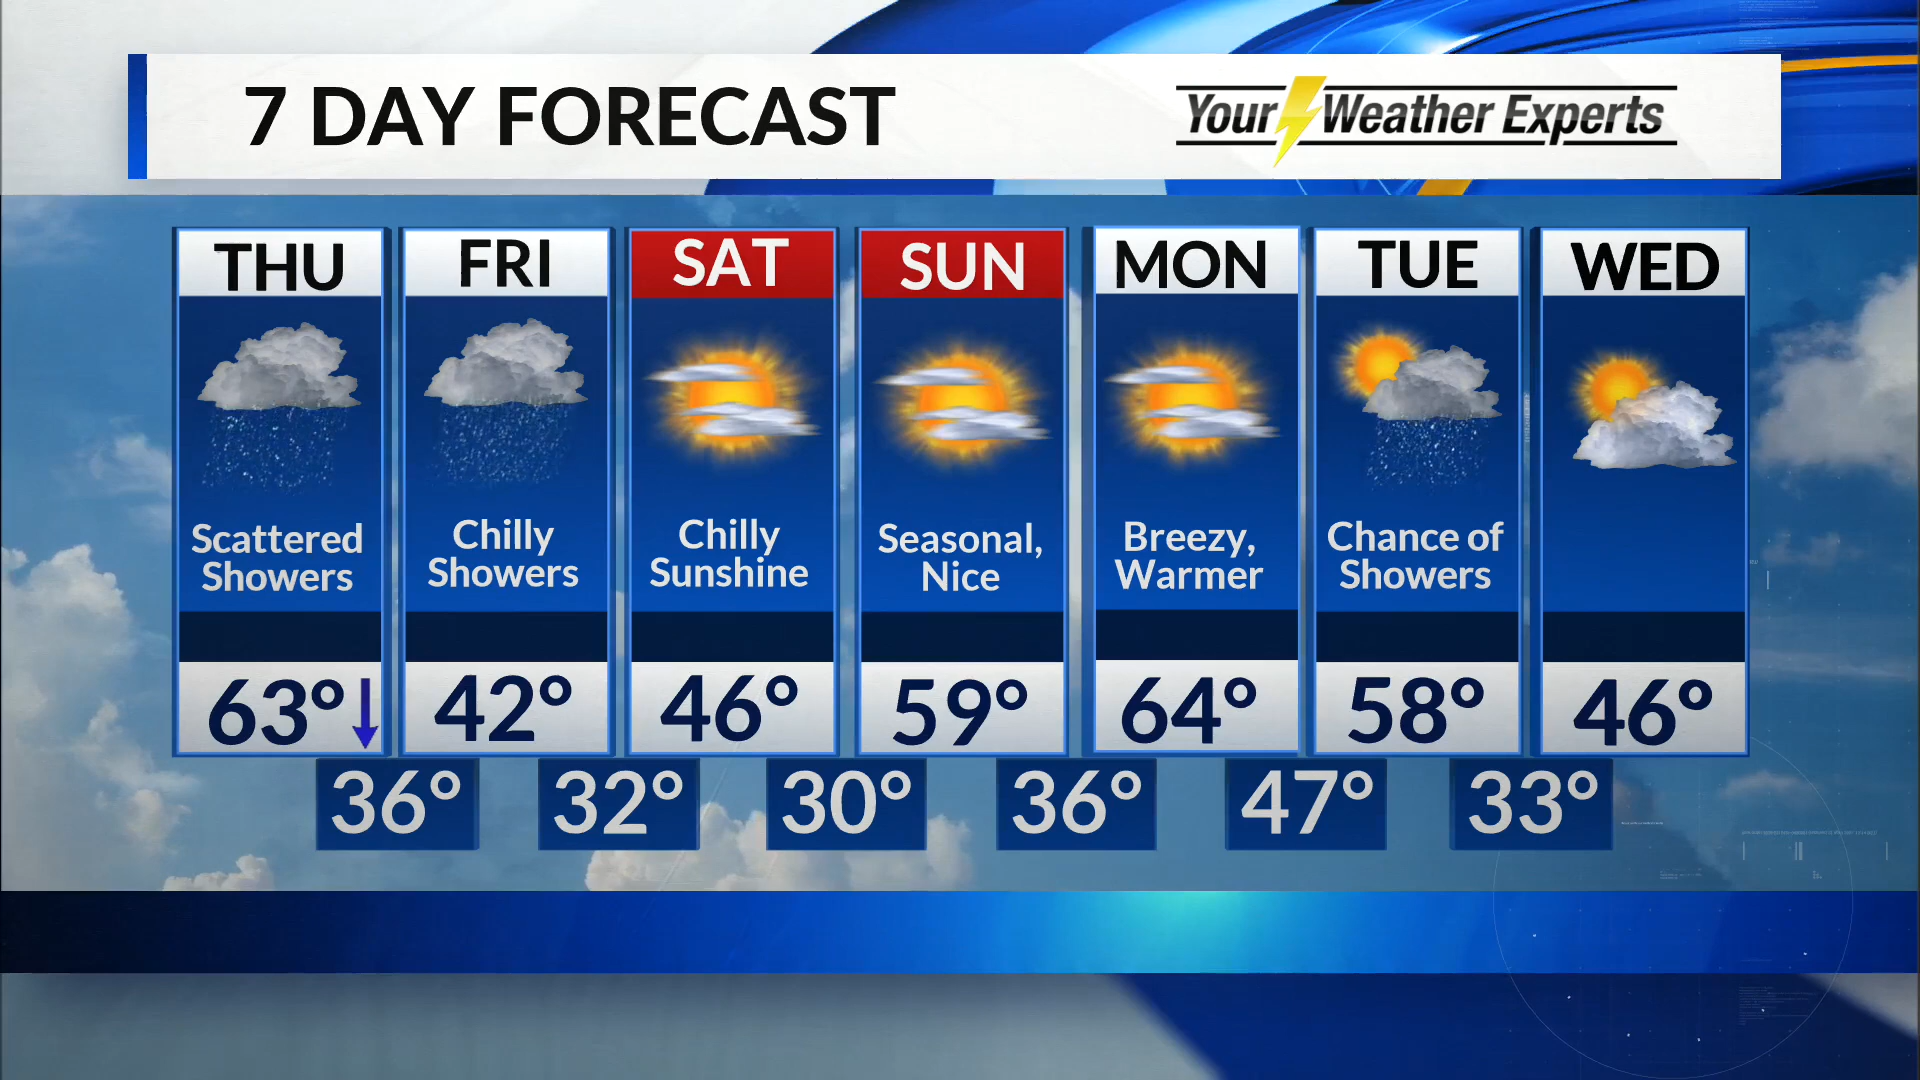 7 DAY FORECAST
Your Weather Experts
THU FRI SAT SUN MON TUE WED
Scattered Showers
Chilly Showers
Chilly Sunshine
Seasonal, Nice
Breezy, Warmer
Chance of Showers
63° 42° 46° 59° 64° 58° 46°
36° 32° 30° 36° 47° 33°